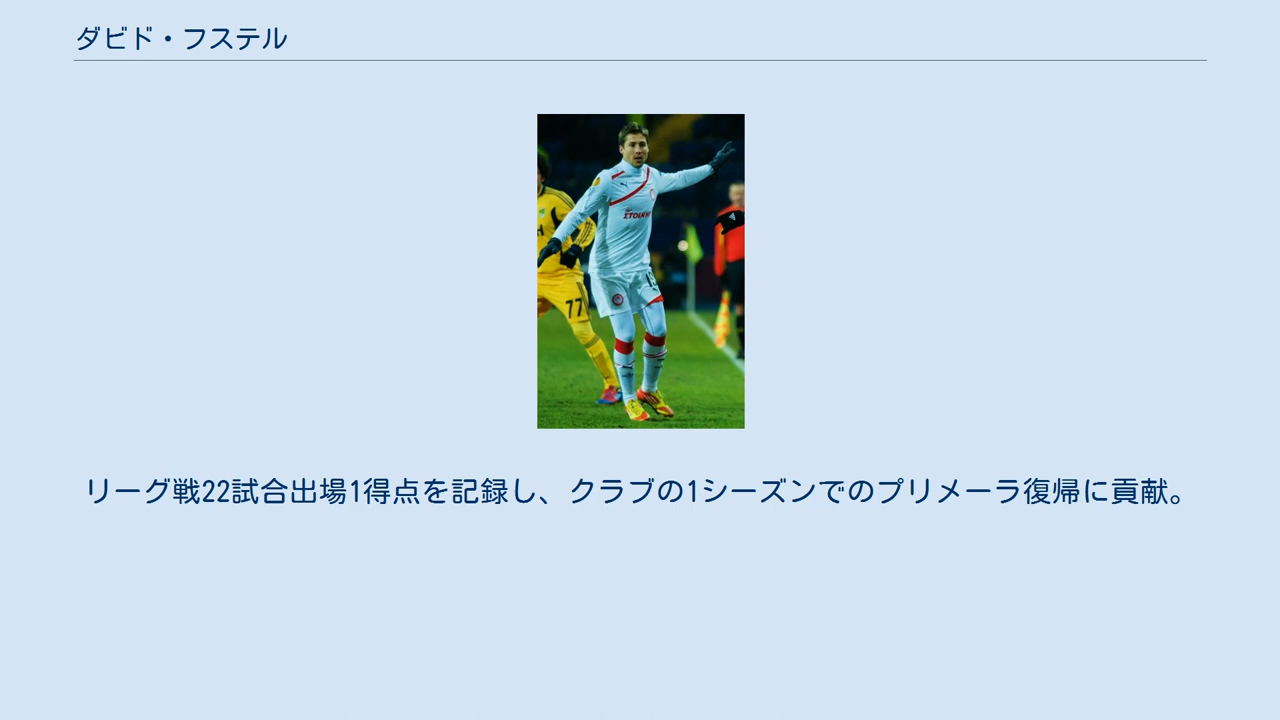 ダビド・フステル
ΣΤΟΙΧΗΜ
77
リーグ戦22試合出場1得点を記録し、クラブの1シーズンでのプリメーラ復帰に貢献。